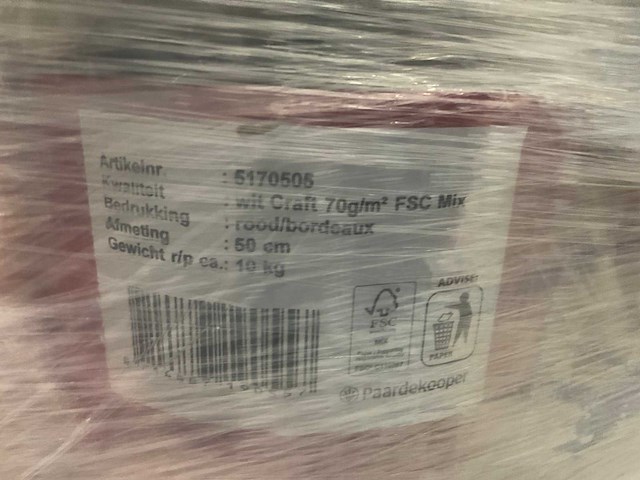 Artikelnr. : 5170505
Kwaliteit : wit Craft 70g/m² FSC Mix
Bedrukking : rood/bordeaux
Afmeting : 50 cm
Gewicht r/p ca.: 10 kg
ADVISE:
FSC
MIX
PAPER
Paardekooper